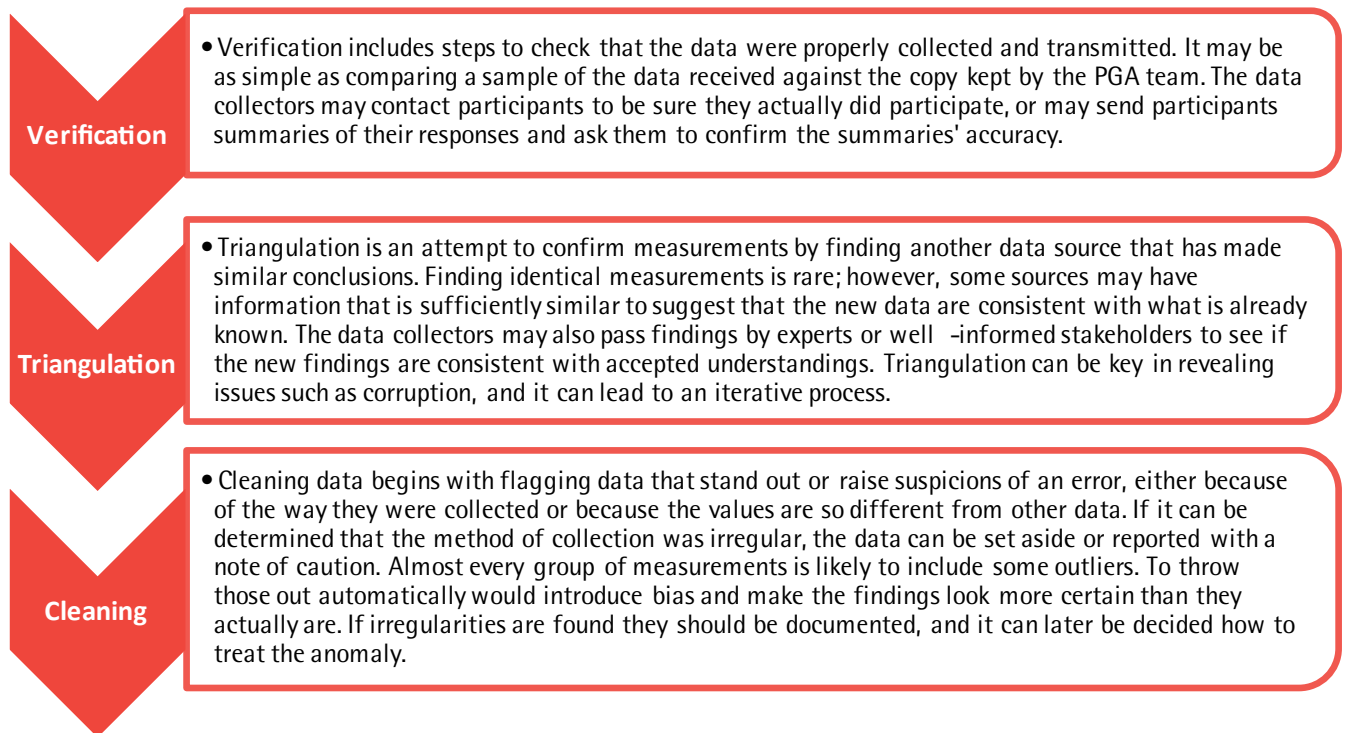 Verification
• Verification includes steps to check that the data were properly collected and transmitted. It may be
as simple as comparing a sample of the data received against the copy kept by the PGA team. The data
collectors may contact participants to be sure they actually did participate, or may send participants
summaries of their responses and ask them to confirm the summaries' accuracy.
Triangulation
• Triangulation is an attempt to confirm measurements by finding another data source that has made
similar conclusions. Finding identical measurements is rare; however, some sources may have
information that is sufficiently similar to suggest that the new data are consistent with what is already
known. The data collectors may also pass findings by experts or well -informed stakeholders to see if
the new findings are consistent with accepted understandings. Triangulation can be key in revealing
issues such as corruption, and it can lead to an iterative process.
Cleaning
• Cleaning data begins with flagging data that stand out or raise suspicions of an error, either because
of the way they were collected or because the values are so different from other data. If it can be
determined that the method of collection was irregular, the data can be set aside or reported with a
note of caution. Almost every group of measurements is likely to include some outliers. To throw
those out automatically would introduce bias and make the findings look more certain than they
actually are. If irregularities are found they should be documented, and it can later be decided how to
treat the anomaly.